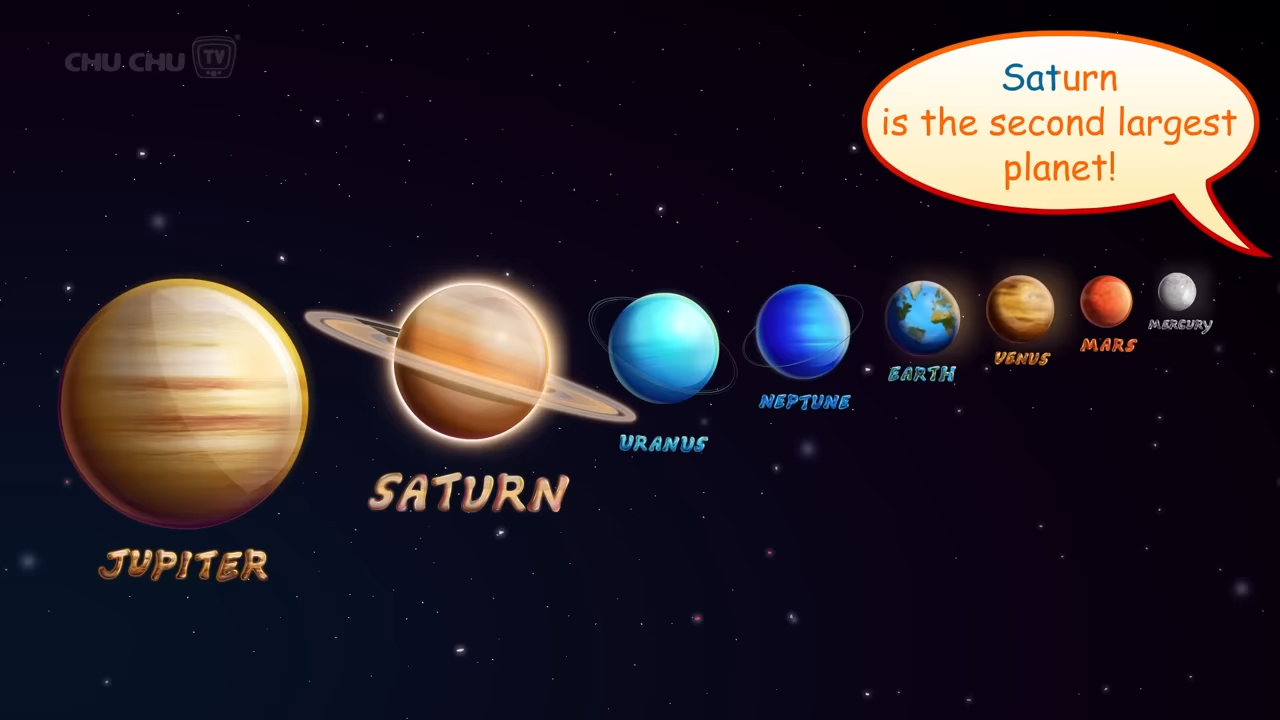 CHU CHU TV
Saturn
is the second largest
planet!
JUPITER
SATURN
URANUS
NEPTUNE
EARTH
VENUS
MARS
MERCURY